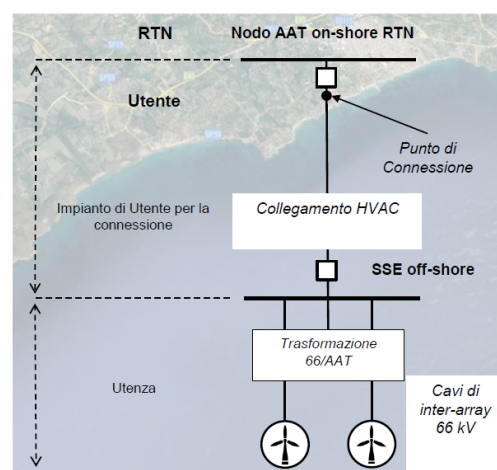 RTN
Nodo AAT on-shore RTN
Utente
Punto di
Connessione
Impianto di Utente per la
connessione
Collegamento HVAC
SSE off-shore
Trasformazione
66/AAT
Utenza
Cavi di
inter-array
66 kV